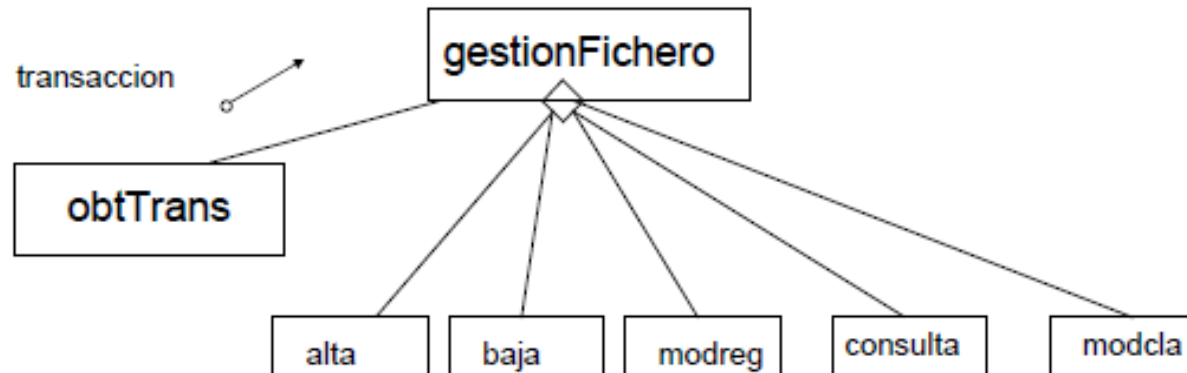 gestionFichero
transaccion
obtTrans
alta
baja
modreg
consulta
modcla